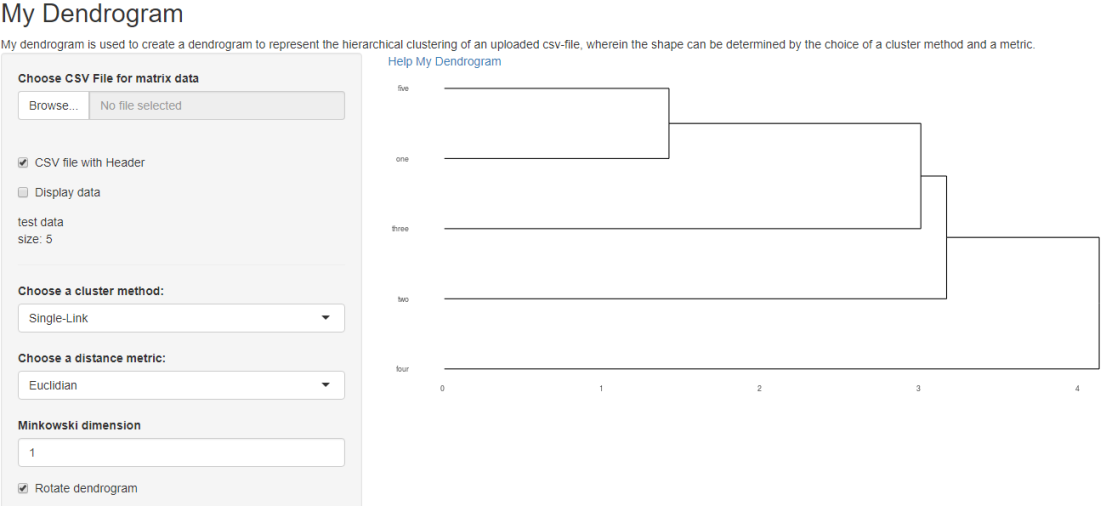 My Dendrogram
My dendrogram is used to create a dendrogram to represent the hierarchical clustering of an uploaded csv-file, wherein the shape can be determined by the choice of a cluster method and a metric.
Choose CSV File for matrix data
Browse... No file selected
CSV file with Header
Display data
test data
size: 5
Choose a cluster method:
Single-Link
Choose a distance metric:
Euclidian
Minkowski dimension
1
Rotate dendrogram
Help My Dendrogram
five
one
three
two
four
0 1 2 3 4